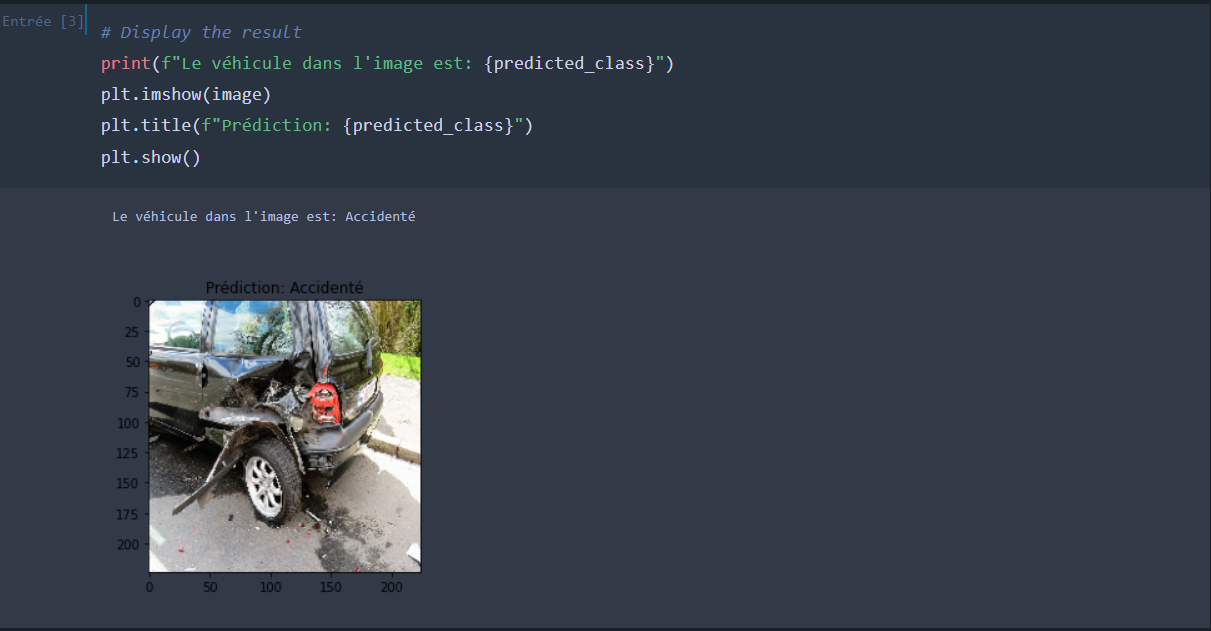 Entrée [3]
# Display the result
print(f"Le véhicule dans l'image est: {predicted_class}")
plt.imshow(image)
plt.title(f"Prédiction: {predicted_class}")
plt.show()
Le véhicule dans l'image est: Accidenté
Prédiction: Accidenté
0
25
50
75
100
125
150
175
200
0 50 100 150 200